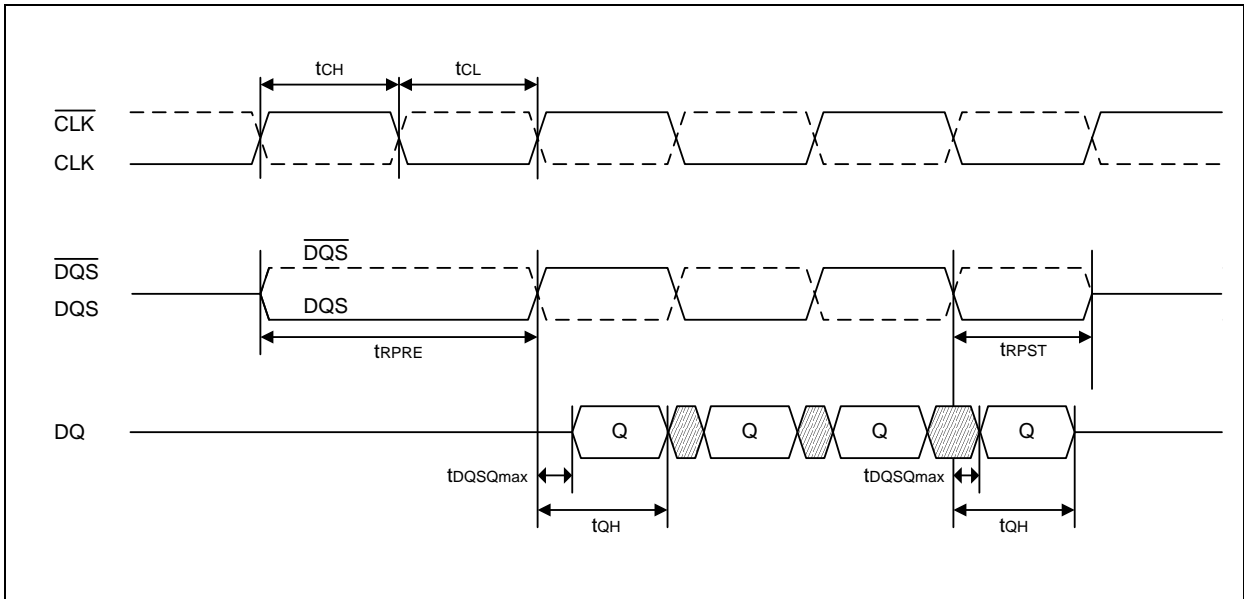 tCH tCL
CLK
CLK
DQS
DQS
DQS
DQS
tRPRE
tRPST
DQ
Q Q Q Q
tDQSQmax tDQSQmax
tQH tQH